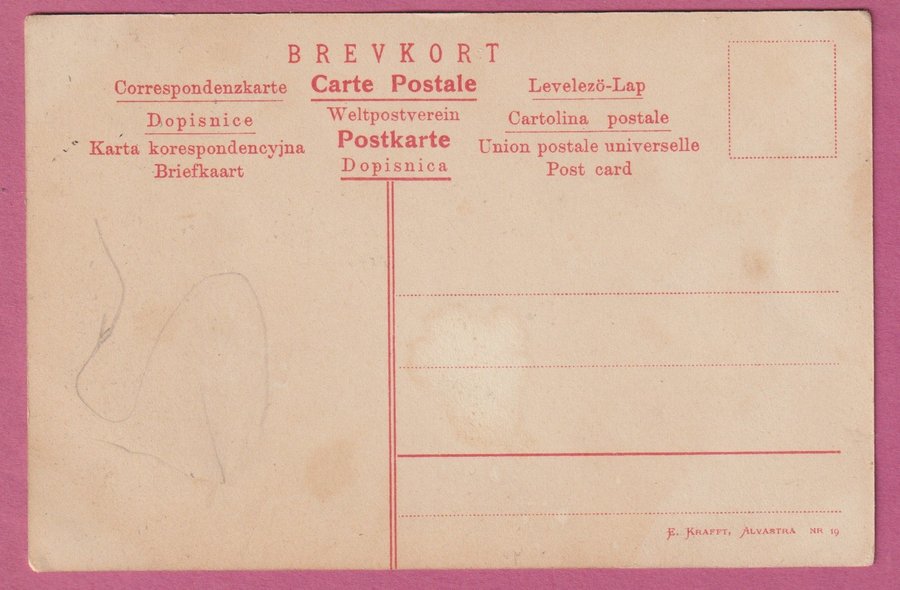 BREVKORT
Correspondenzkarte Carte Postale Levelezö-Lap
Dopisnice Weltpostverein Cartolina postale
Karta korespondencyjna Postkarte Union postale universelle
Briefkaart Dopisnica Post card
E. KRAFFT, ALVASTRA NR 19